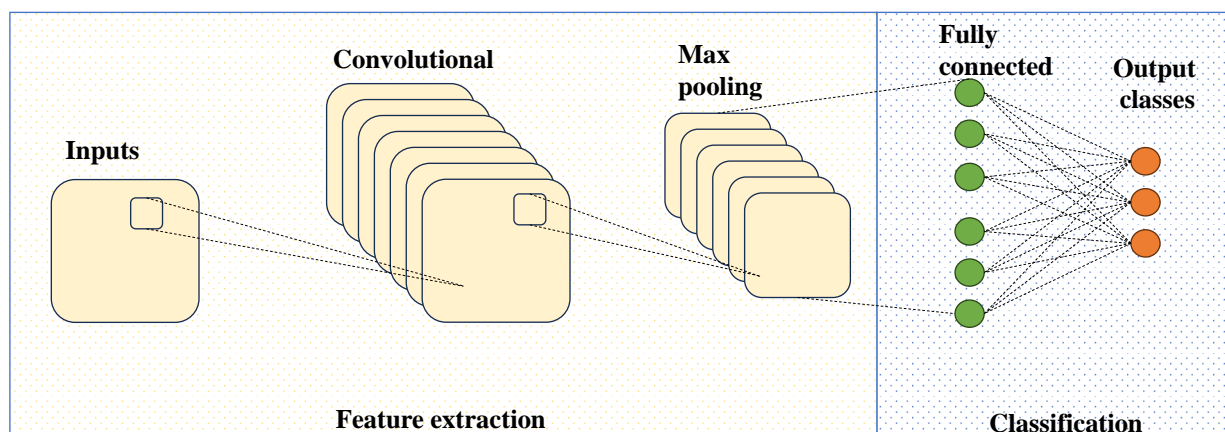 Inputs
Convolutional
Max
pooling
Fully
connected
Output
classes
Feature extraction
Classification